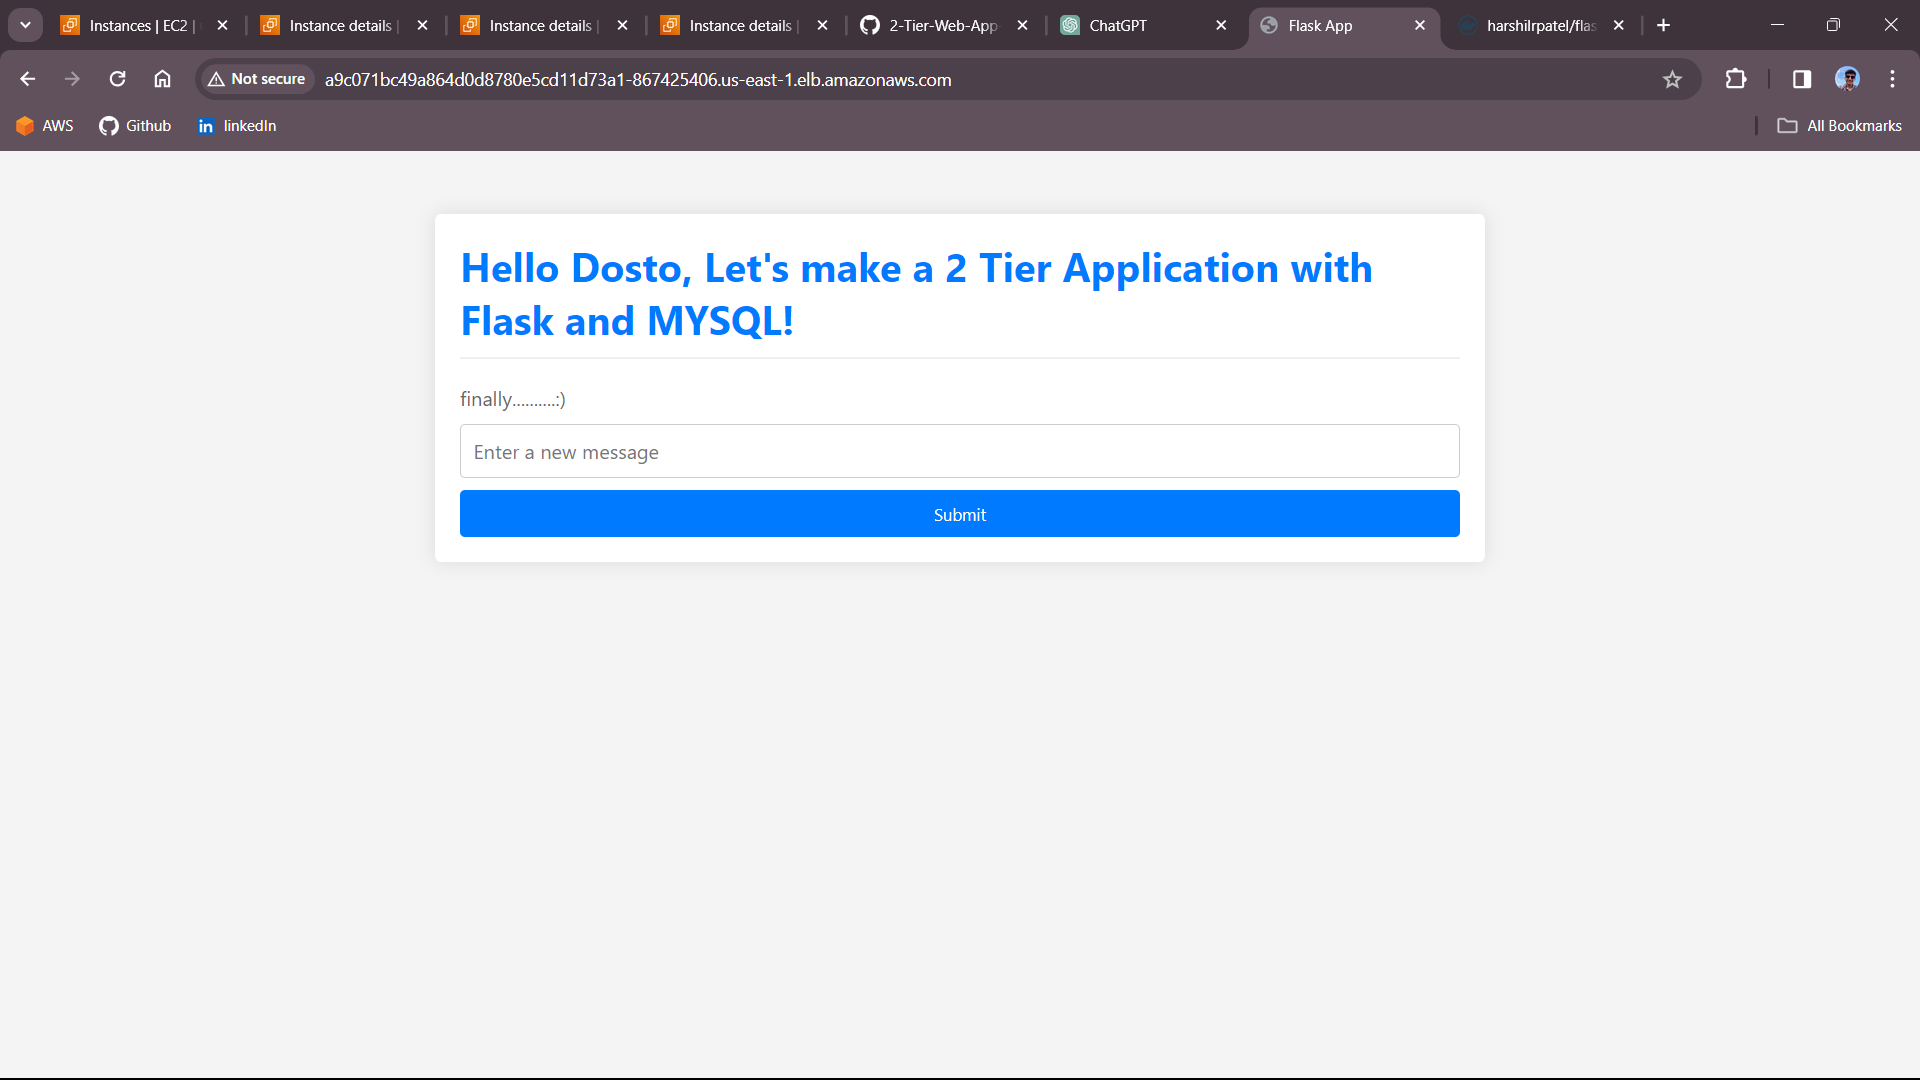 Instances | EC2 |
Instance details |
Instance details |
Instance details |
2-Tier-Web-App
ChatGPT
Flask App
harshilrpatel/flas
Not secure
a9c071bc49a864d0d8780e5cd11d73a1-867425406.us-east-1.elb.amazonaws.com
AWS
Github
in linkedIn
All Bookmarks
Hello Dosto, Let's make a 2 Tier Application with
Flask and MYSQL!
finally..........:)
Enter a new message
Submit